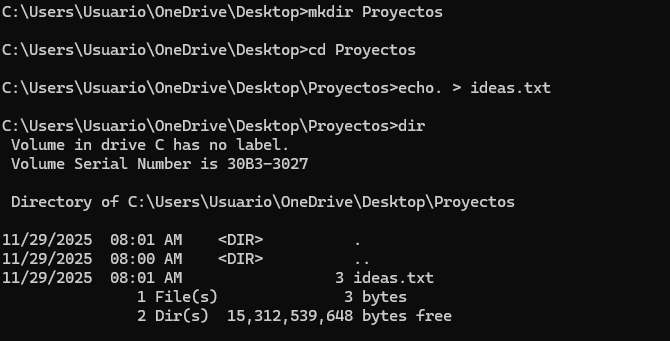 C:\Users\Usuario\OneDrive\Desktop>mkdir Proyectos
C:\Users\Usuario\OneDrive\Desktop>cd Proyectos
C:\Users\Usuario\OneDrive\Desktop\Proyectos>echo. > ideas.txt
C:\Users\Usuario\OneDrive\Desktop\Proyectos>dir
 Volume in drive C has no label.
 Volume Serial Number is 30B3-3027
 Directory of C:\Users\Usuario\OneDrive\Desktop\Proyectos
11/29/2025  08:01 AM    <DIR>          .
11/29/2025  08:00 AM    <DIR>          ..
11/29/2025  08:01 AM                 3 ideas.txt
               1 File(s)              3 bytes
               2 Dir(s)  15,312,539,648 bytes free